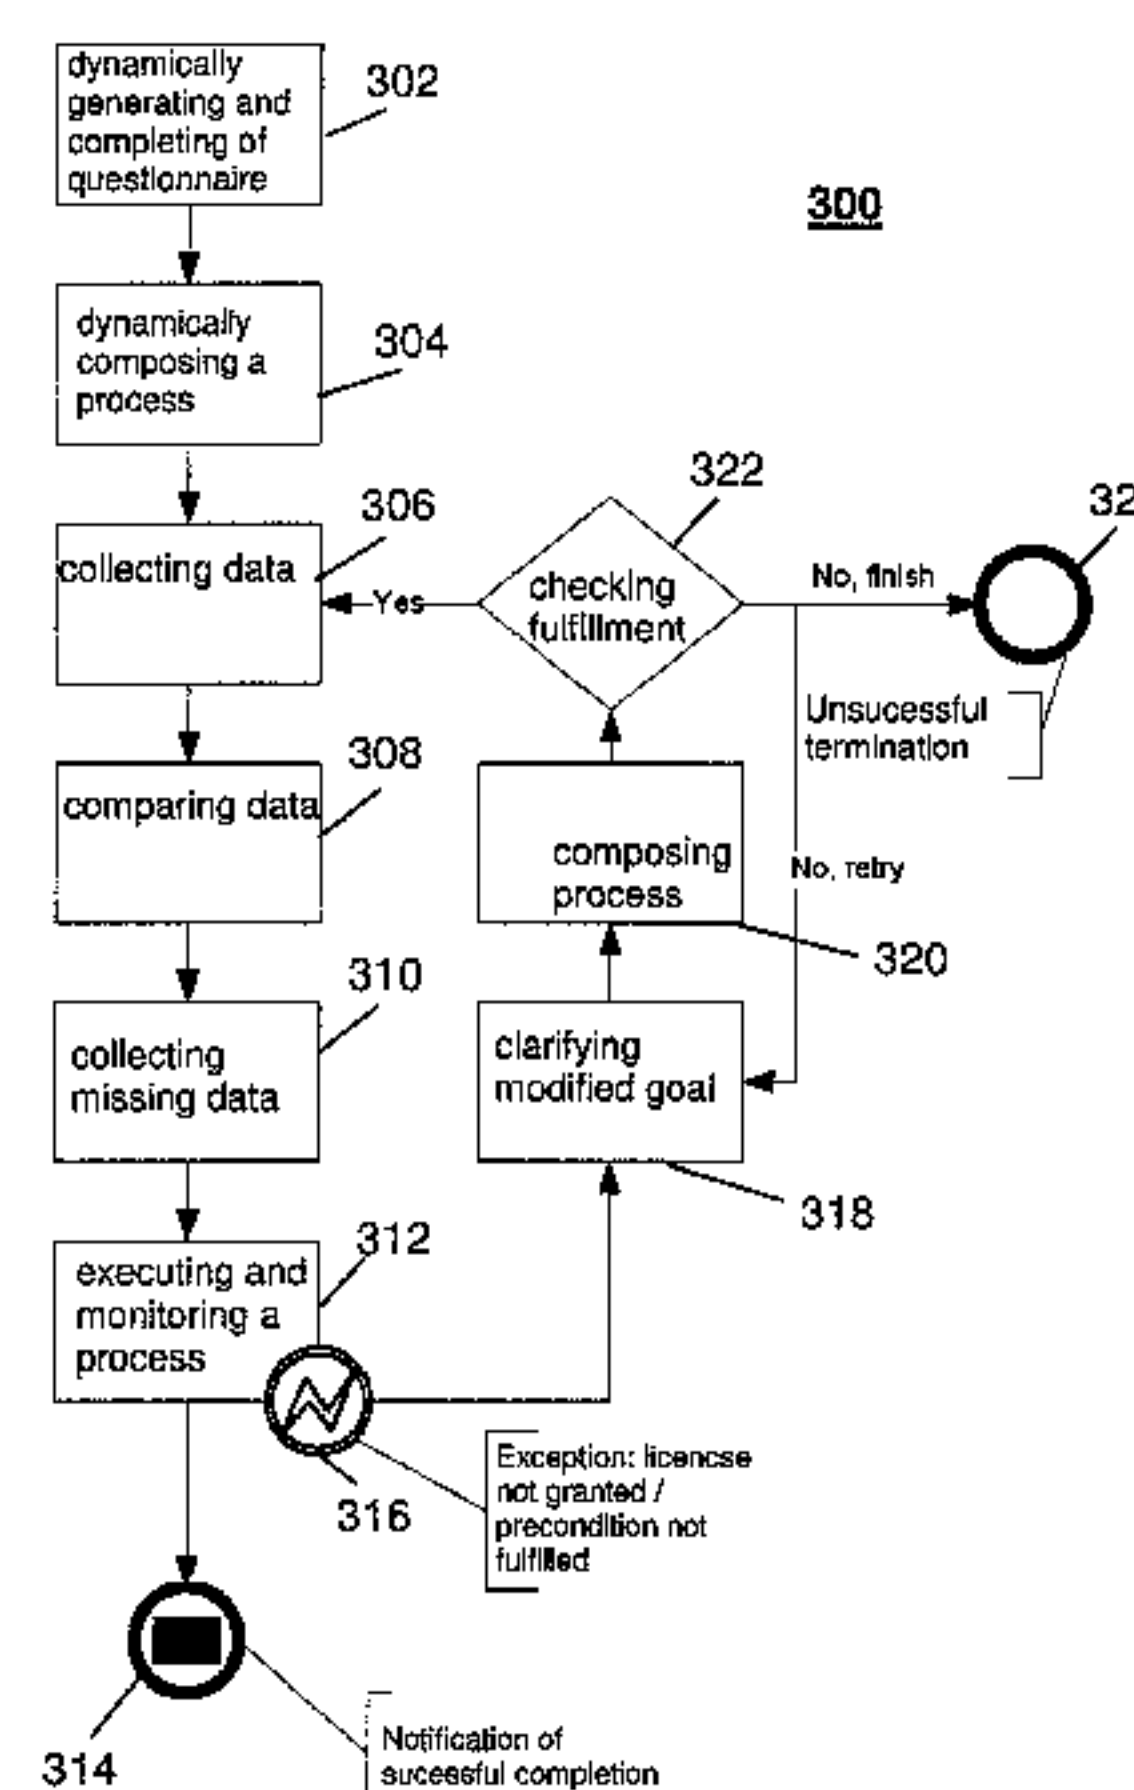 dynamically
generating and
completing of
questionnaire
302
300
dynamically
composing a
process
304
306
322
32
collecting data
Yes
checking
fulfillment
No, finish
Unsucessful
termination
308
comparing data
composing
process
No, retry
320
310
collecting
missing data
clarifying
modified goal
318
312
executing and
monitoring a
process
316
Exception: licencse
not granted /
precondition not
fulfilled
314
Notification of
sucessful completion